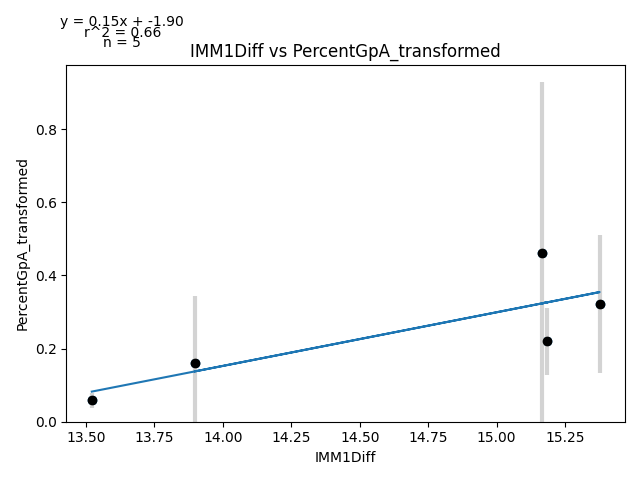 y = 0.15x + -1.90
r^2 = 0.66
n = 5
IMM1Diff vs PercentGpA_transformed
PercentGpA_transformed
0.8
0.6
0.4
0.2
0.0
13.50 13.75 14.00 14.25 14.50 14.75 15.00 15.25
IMM1Diff